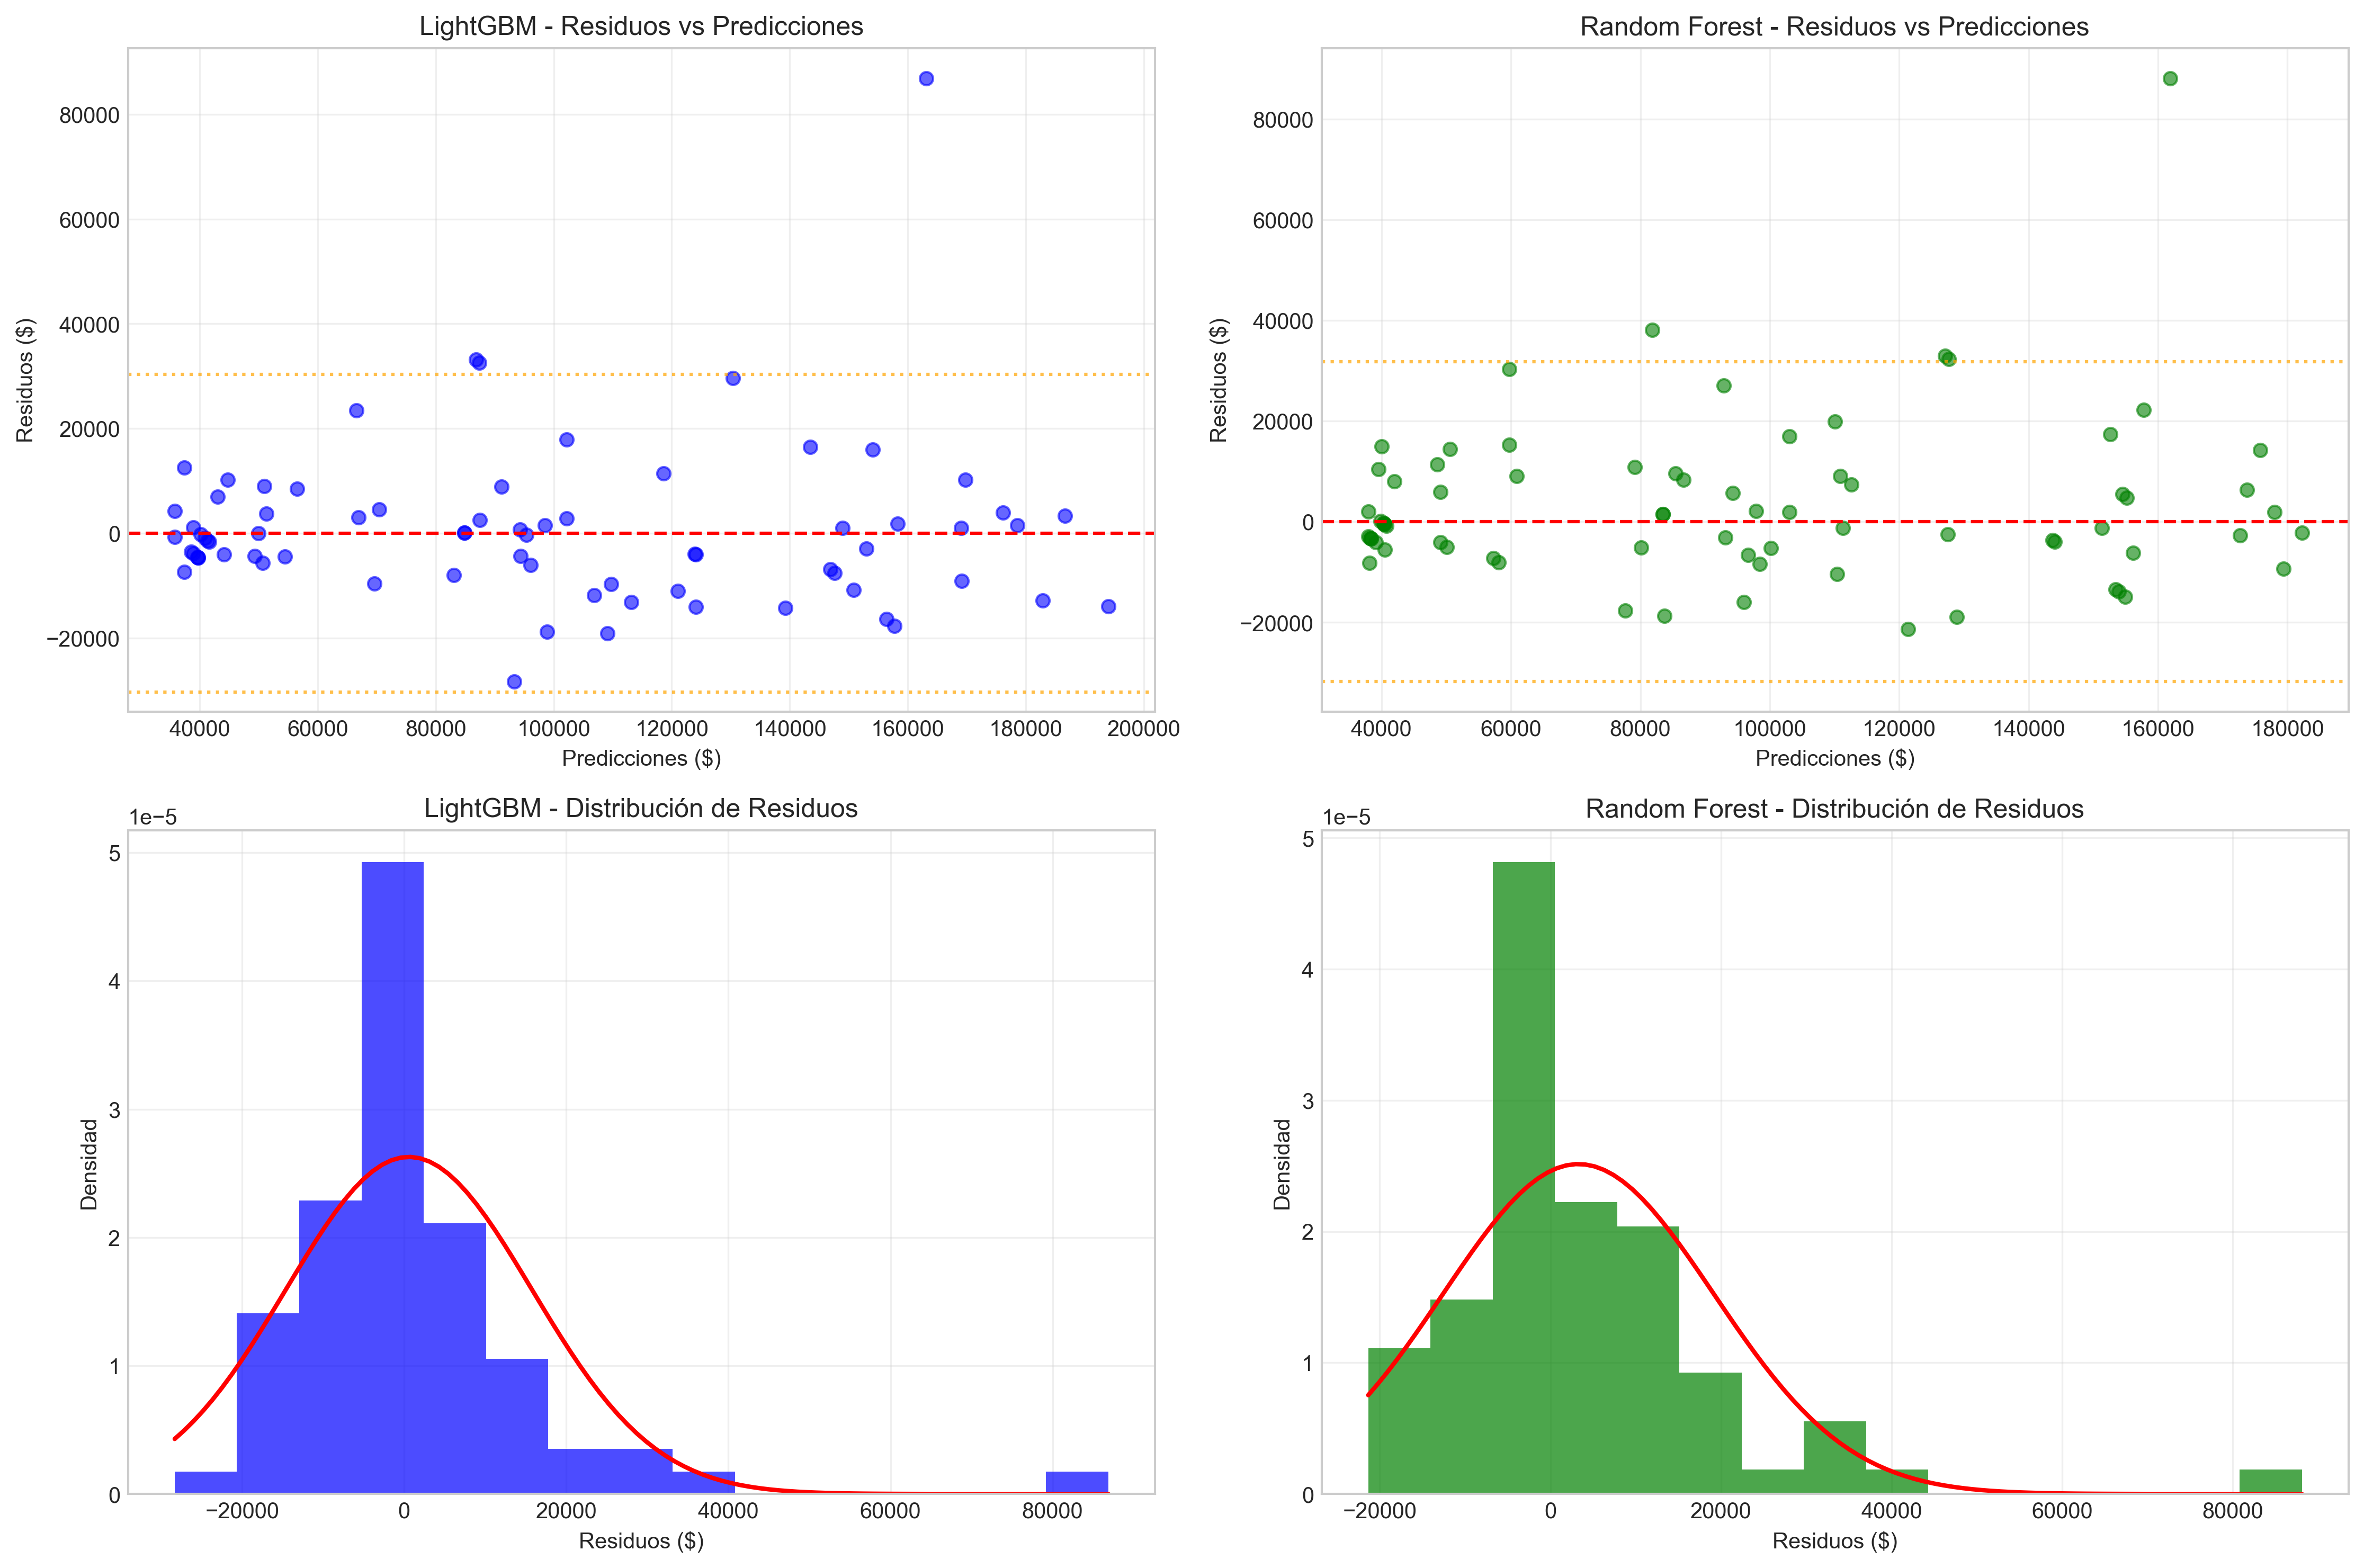 LightGBM - Residuos vs Predicciones
Residuos ($)
80000
60000
40000
20000
0
−20000
40000 60000 80000 100000 120000 140000 160000 180000 200000
Predicciones ($)
Random Forest - Residuos vs Predicciones
Residuos ($)
80000
60000
40000
20000
0
−20000
40000 60000 80000 100000 120000 140000 160000 180000
Predicciones ($)
LightGBM - Distribución de Residuos
1e−5
Densidad
5
4
3
2
1
0
−20000 0 20000 40000 60000 80000
Residuos ($)
Random Forest - Distribución de Residuos
1e−5
Densidad
5
4
3
2
1
0
−20000 0 20000 40000 60000 80000
Residuos ($)